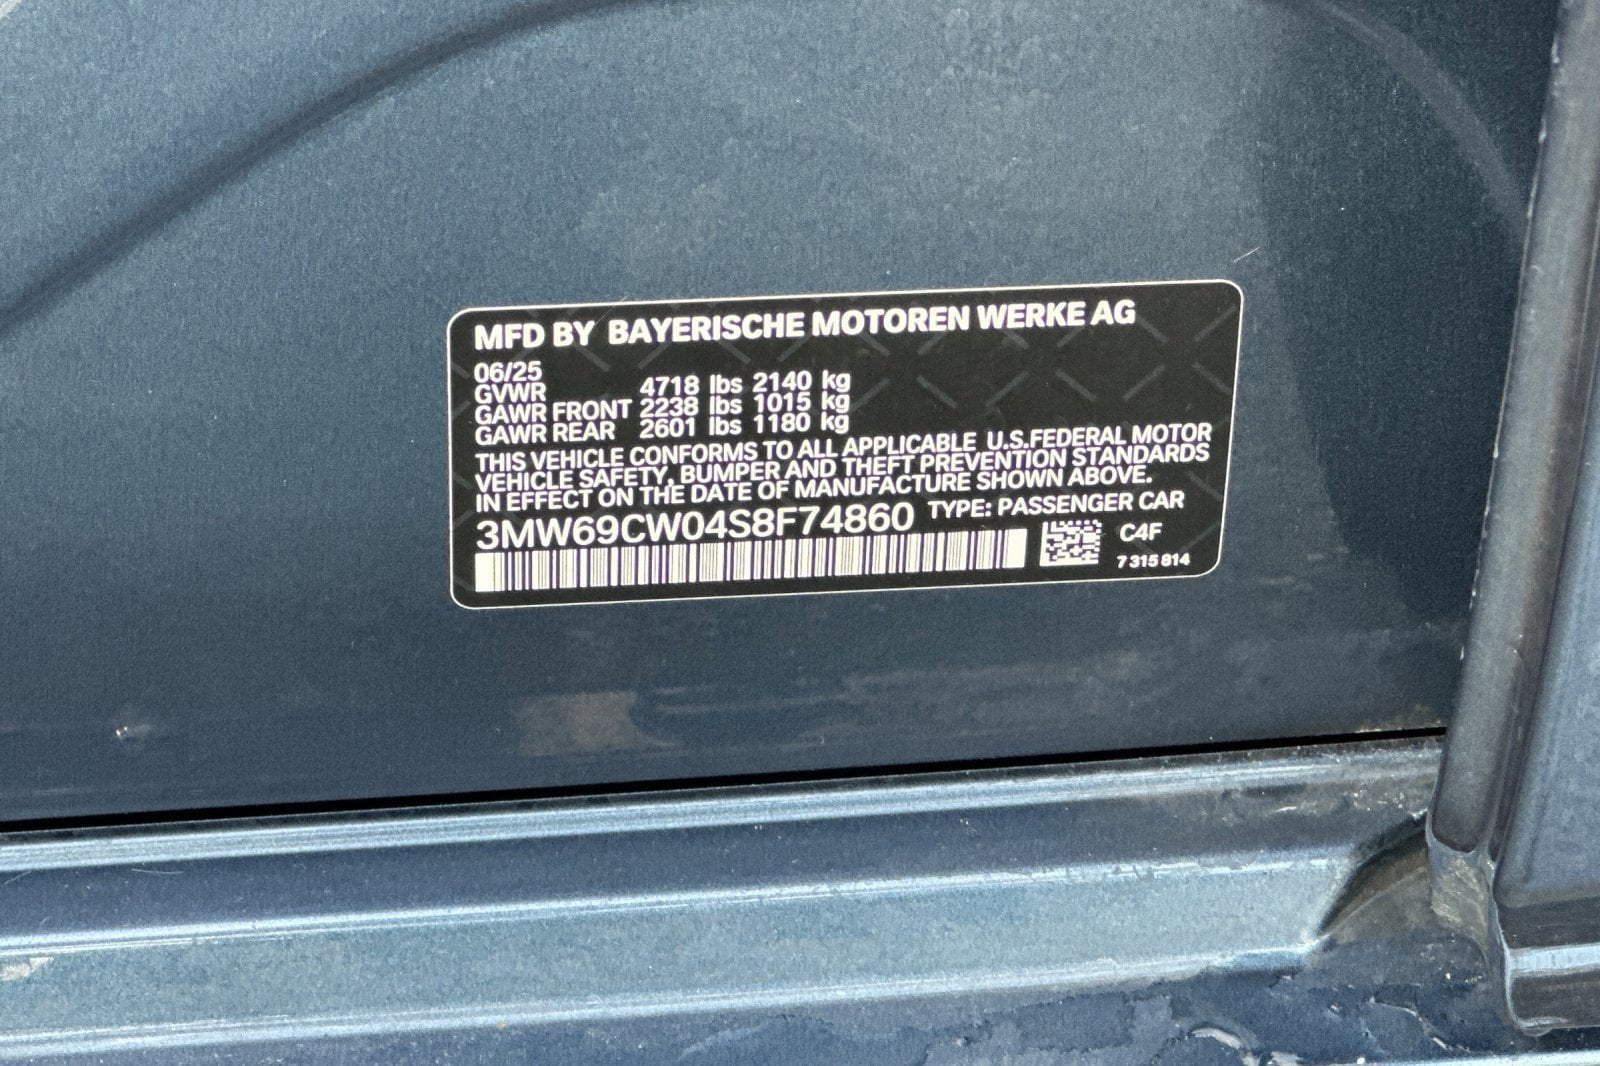 MFD BY BAYERISCHE MOTOREN WERKE AG
06/25
GVWR 4718 lbs 2140 kg
GAWR FRONT 2238 lbs 1015 kg
GAWR REAR 2601 lbs 1180 kg
THIS VEHICLE CONFORMS TO ALL APPLICABLE U.S.FEDERAL MOTOR
VEHICLE SAFETY, BUMPER AND THEFT PREVENTION STANDARDS
IN EFFECT ON THE DATE OF MANUFACTURE SHOWN ABOVE.
3MW69CW04S8F74860 TYPE: PASSENGER CAR
C4F
7 315 814